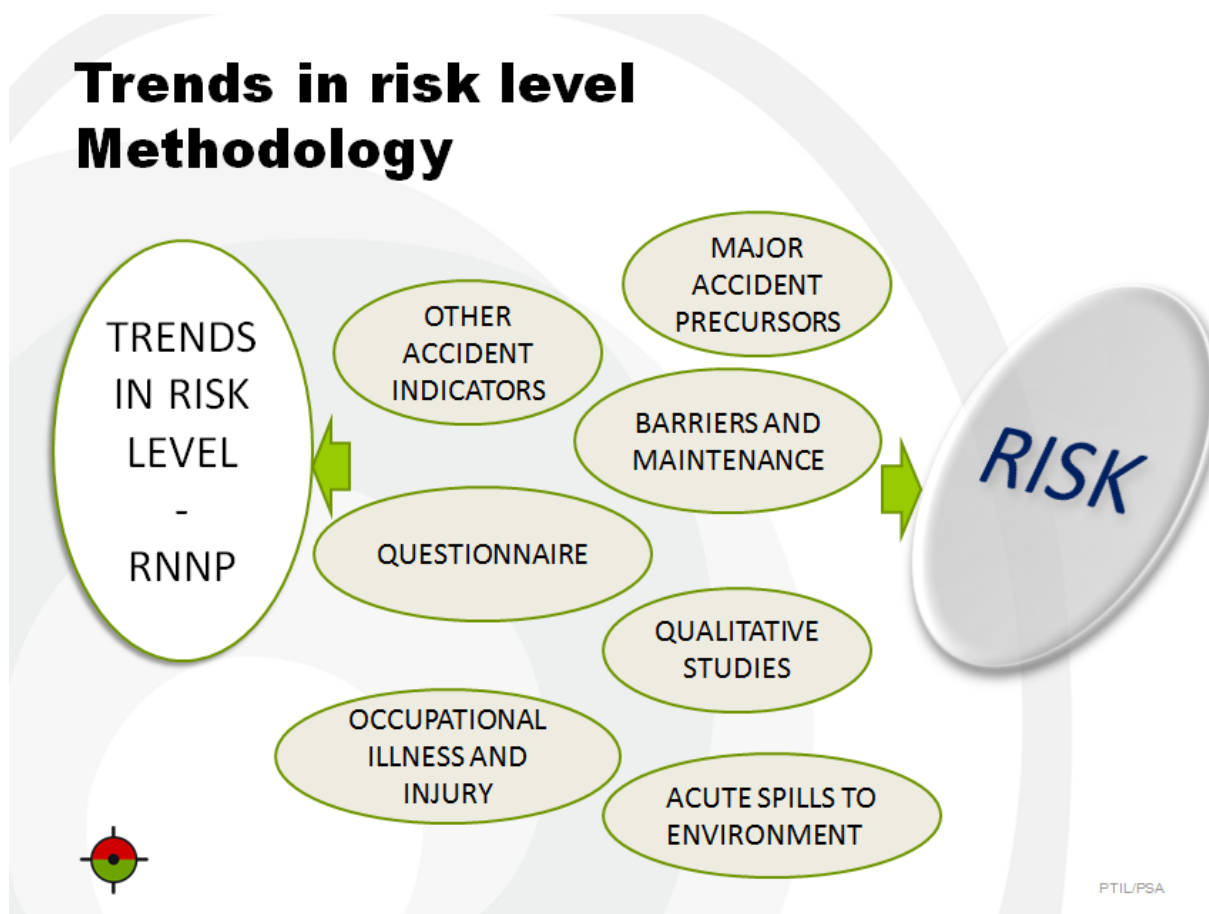 Trends in risk level
Methodology
TRENDS
IN RISK
LEVEL
-
RNNP
OTHER
ACCIDENT
INDICATORS
MAJOR
ACCIDENT
PRECURSORS
BARRIERS AND
MAINTENANCE
QUESTIONNAIRE
QUALITATIVE
STUDIES
OCCUPATIONAL
ILLNESS AND
INJURY
ACUTE SPILLS TO
ENVIRONMENT
RISK
PTIL/PSA